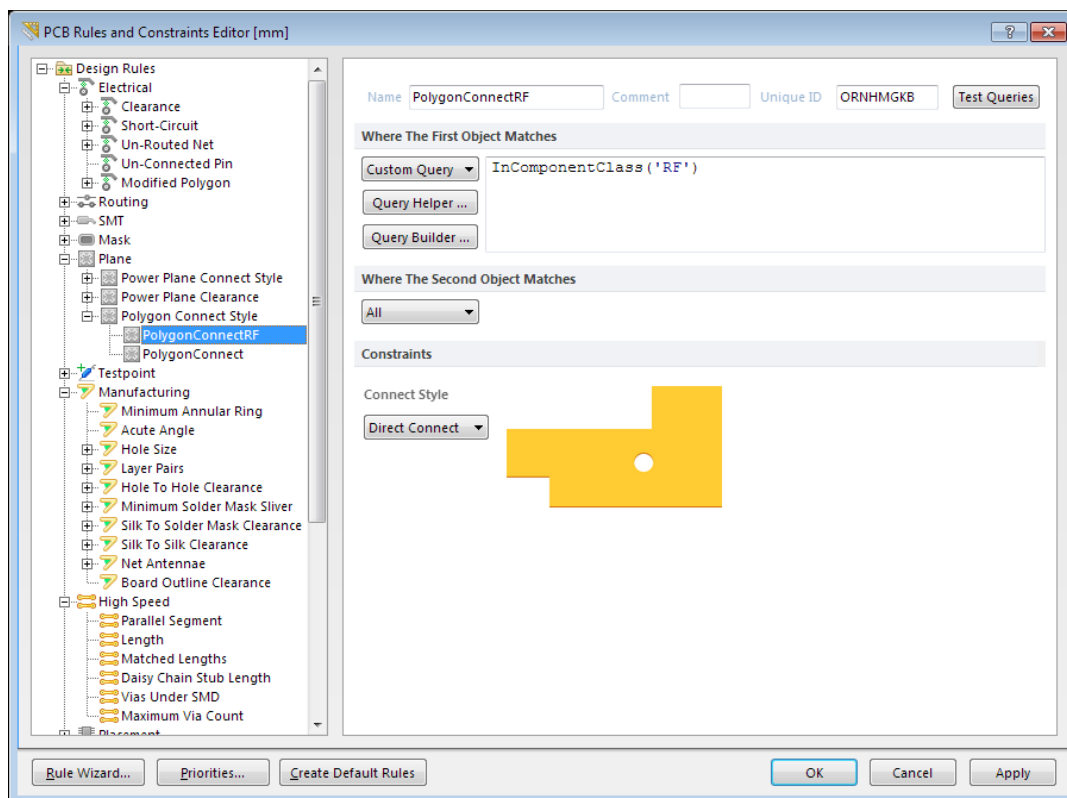 PCB Rules and Constraints Editor [mm]
Design Rules
Electrical
Clearance
Short-Circuit
Un-Routed Net
Un-Connected Pin
Modified Polygon
Routing
SMT
Mask
Plane
Power Plane Connect Style
Power Plane Clearance
Polygon Connect Style
PolygonConnectRF
PolygonConnect
Testpoint
Manufacturing
Minimum Annular Ring
Acute Angle
Hole Size
Layer Pairs
Hole To Hole Clearance
Minimum Solder Mask Sliver
Silk To Solder Mask Clearance
Silk To Silk Clearance
Net Antennae
Board Outline Clearance
High Speed
Parallel Segment
Length
Matched Lengths
Daisy Chain Stub Length
Vias Under SMD
Maximum Via Count
Placement
Name PolygonConnectRF Comment Unique ID ORNHMGKB Test Queries
Where The First Object Matches
Custom Query InComponentClass('RF')
Query Helper ...
Query Builder ...
Where The Second Object Matches
All
Constraints
Connect Style
Direct Connect
Rule Wizard... Priorities... Create Default Rules OK Cancel Apply